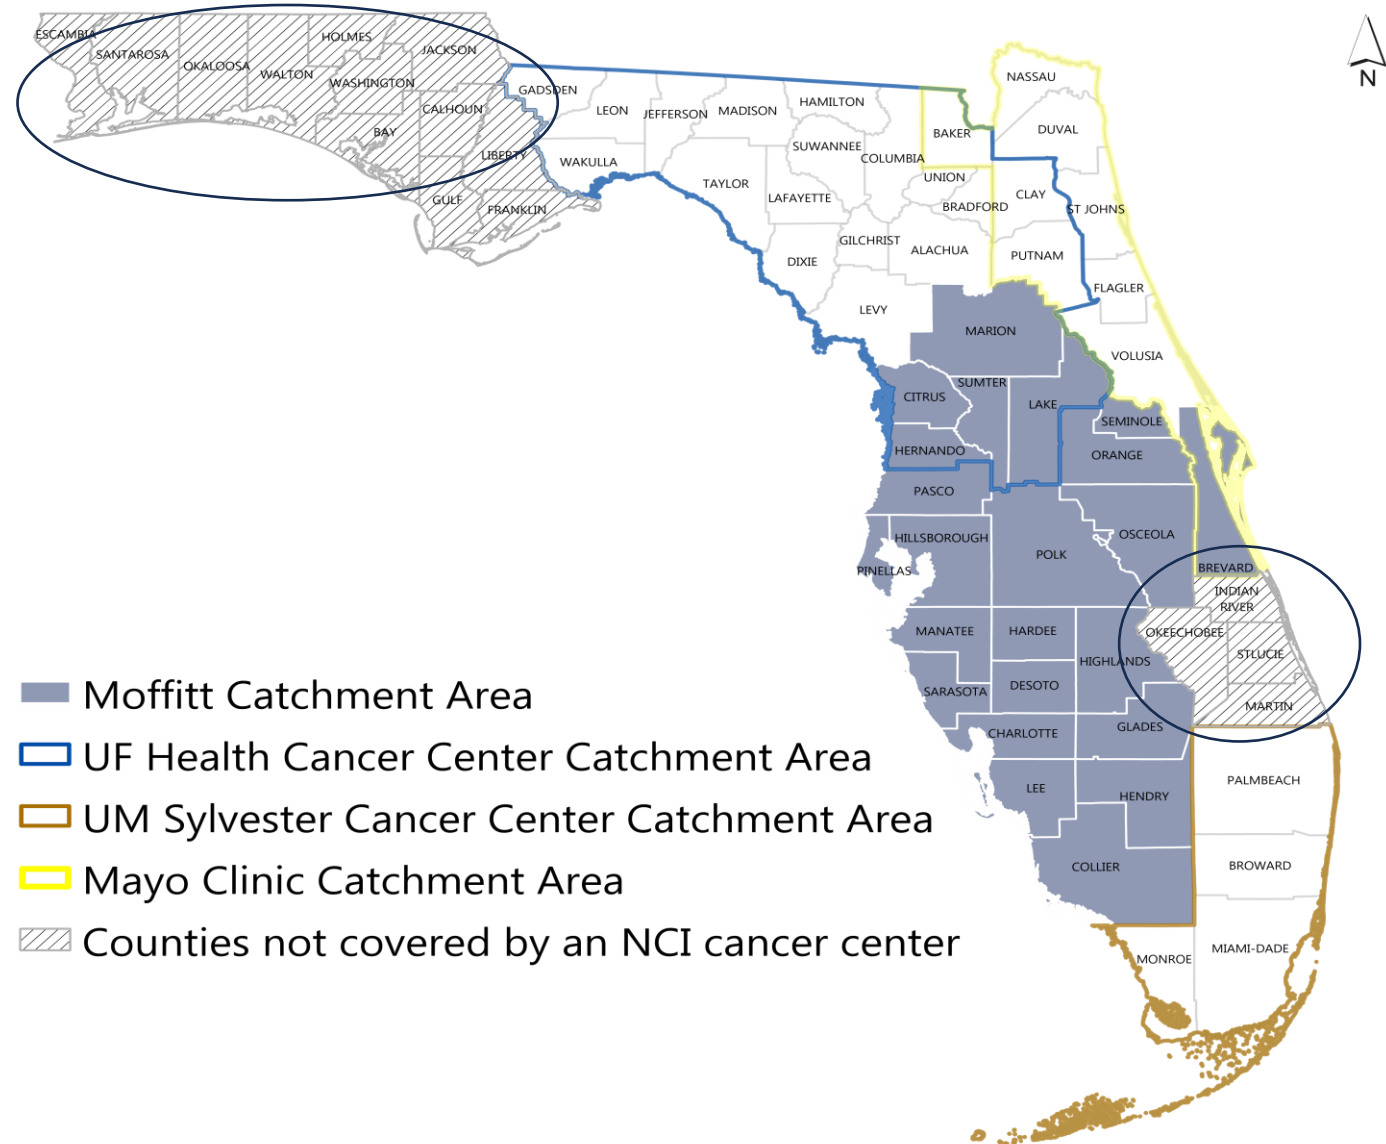 ESCAMBIA
SANTAROSA
OKALOOSA
WALTON
HOLMES
WASHINGTON
JACKSON
CALHOUN
BAY
LIBERTY
GULF
FRANKLIN
GADSDEN
LEON
JEFFERSON
MADISON
HAMILTON
WAKULLA
TAYLOR
SUWANNEE
COLUMBIA
LAFAYETTE
DIXIE
GILCHRIST
LEVY
BAKER
UNION
BRADFORD
ALACHUA
NASSAU
DUVAL
CLAY
ST JOHNS
PUTNAM
FLAGLER
N
MARION
VOLUSIA
CITRUS
SUMTER
LAKE
SEMINOLE
HERNANDO
ORANGE
PASCO
HILLSBOROUGH
PINELLAS
POLK
OSCEOLA
BREVARD
INDIAN
RIVER
OKEECHOBEE
STLUCIE
MARTIN
MANATEE
HARDEE
HIGHLANDS
SARASOTA
DESOTO
CHARLOTTE
GLADES
LEE
HENDRY
COLLIER
PALMBEACH
BROWARD
MIAMI-DADE
MONROE
Moffitt Catchment Area
UF Health Cancer Center Catchment Area
UM Sylvester Cancer Center Catchment Area
Mayo Clinic Catchment Area
Counties not covered by an NCI cancer center